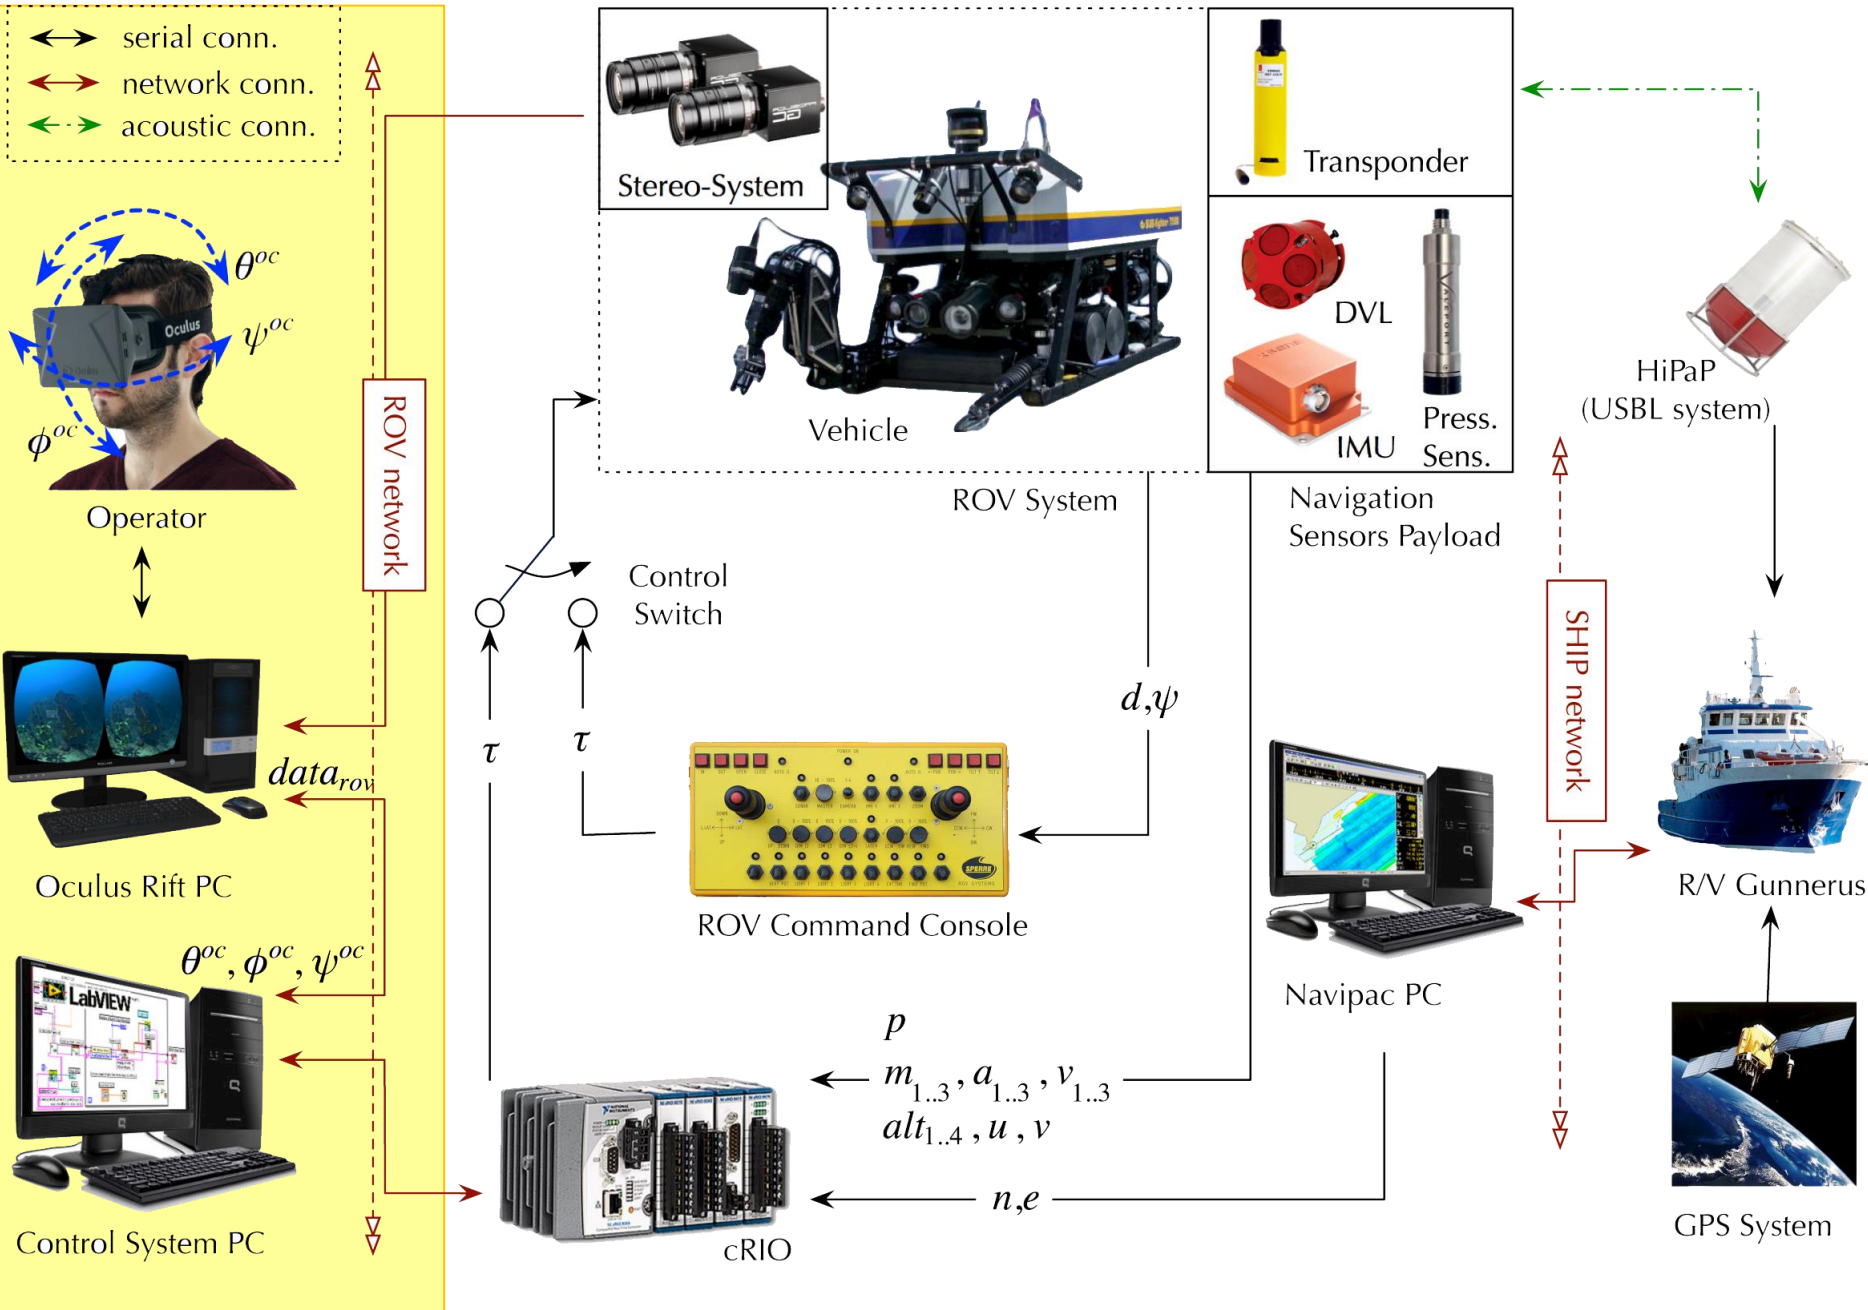 serial conn.
network conn.
acoustic conn.
θ^oc
ψ^oc
ϕ^oc
Oculus
Operator
ROV network
data_rov
Oculus Rift PC
θ^oc, ϕ^oc, ψ^oc
LabVIEW
Control System PC
Stereo-System
Vehicle
ROV System
Transponder
DVL
IMU
Press.
Sens.
Navigation
Sensors Payload
Control
Switch
τ
τ
d,ψ
SPERRE
ROV Command Console
p
m_1..3, a_1..3, v_1..3
alt_1..4, u, v
n,e
cRIO
Navipac PC
HiPaP
(USBL system)
SHIP network
R/V Gunnerus
GPS System